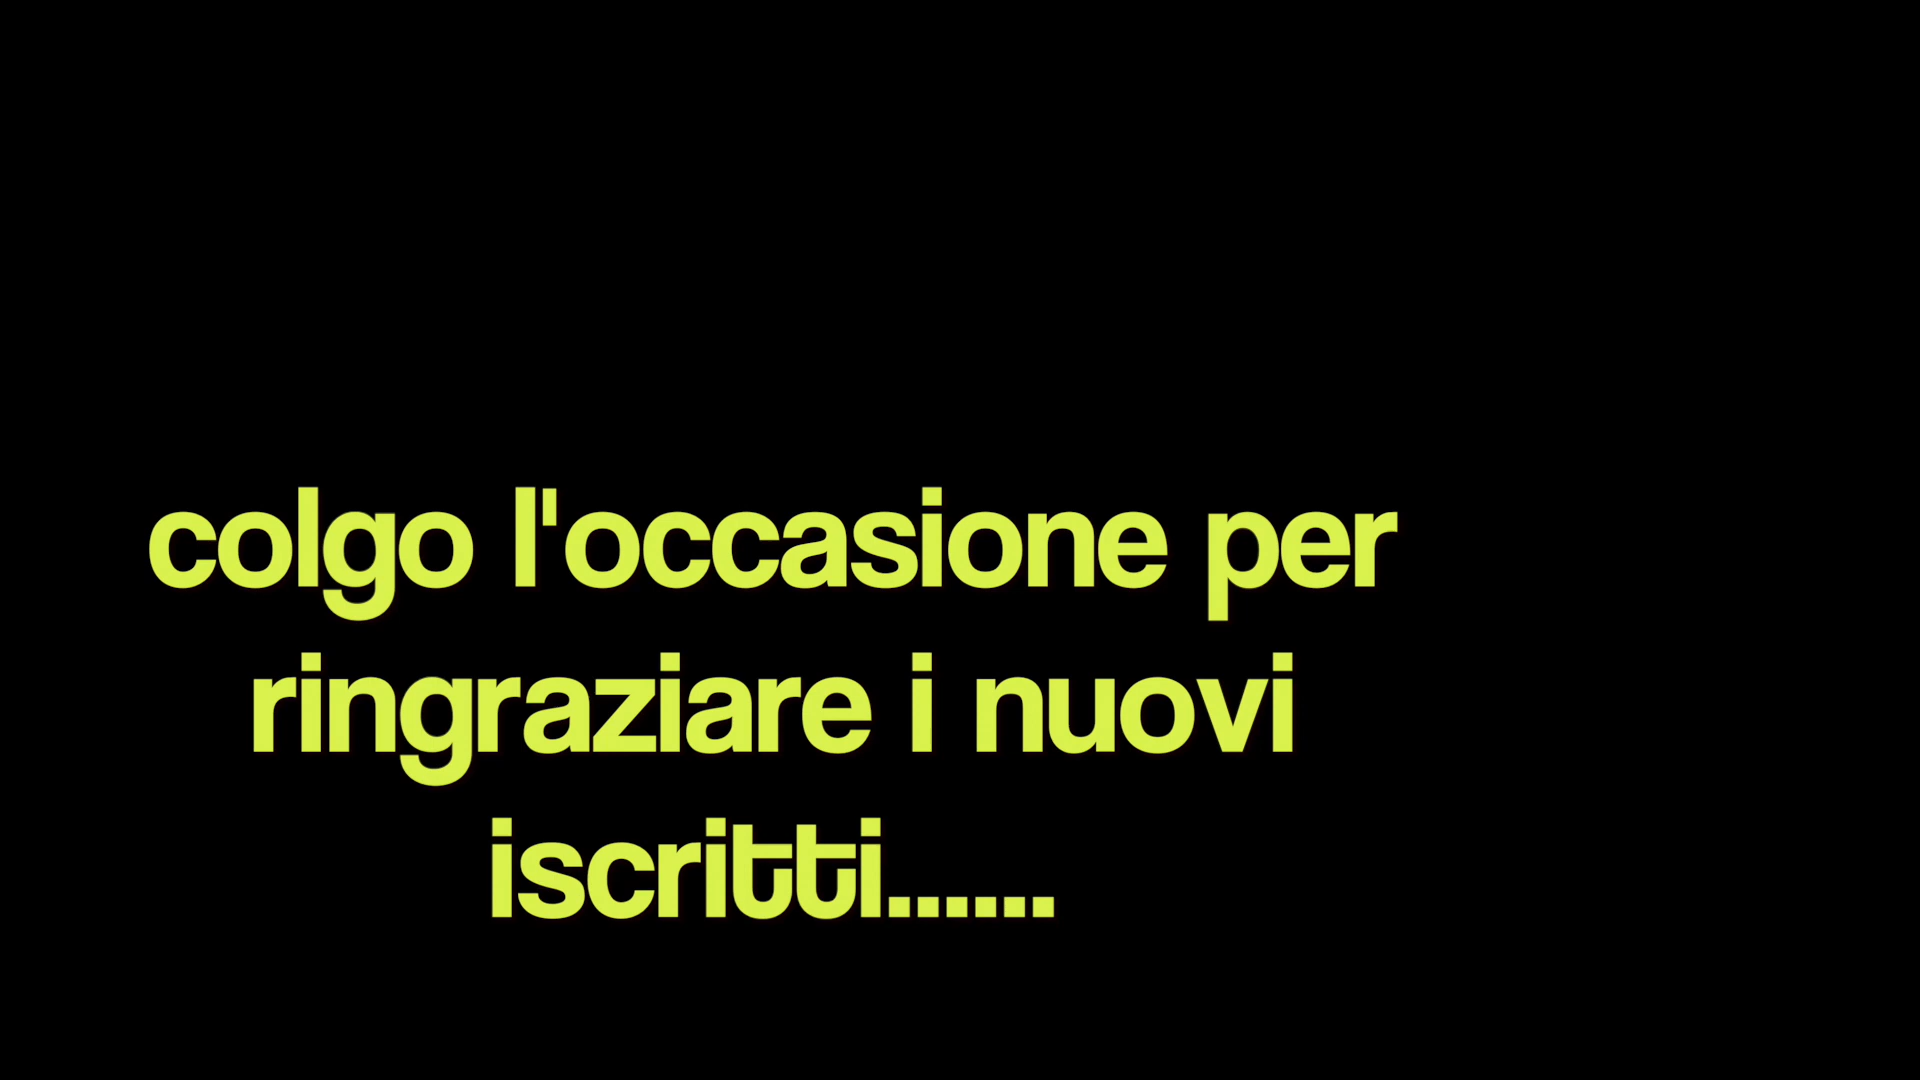 colgo l'occasione per
ringraziare i nuovi
iscritti......